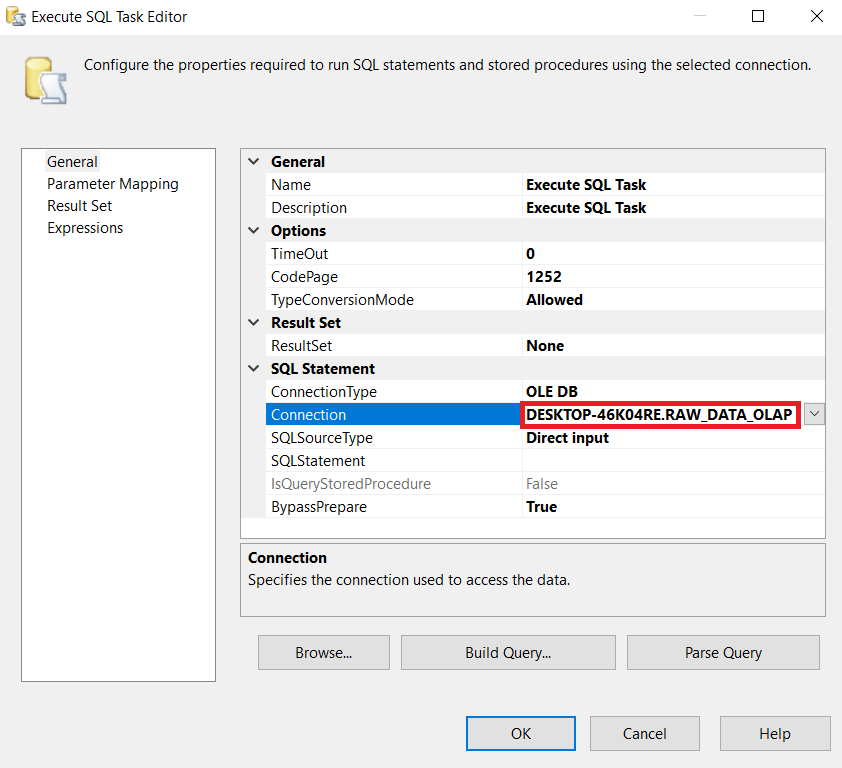 Execute SQL Task Editor
Configure the properties required to run SQL statements and stored procedures using the selected connection.
General
Parameter Mapping
Result Set
Expressions
General
Name Execute SQL Task
Description Execute SQL Task
Options
TimeOut 0
CodePage 1252
TypeConversionMode Allowed
Result Set
ResultSet None
SQL Statement
ConnectionType OLE DB
Connection DESKTOP-46K04RE.RAW_DATA_OLAP
SQLSourceType Direct input
SQLStatement
IsQueryStoredProcedure False
BypassPrepare True
Connection
Specifies the connection used to access the data.
Browse... Build Query... Parse Query
OK Cancel Help